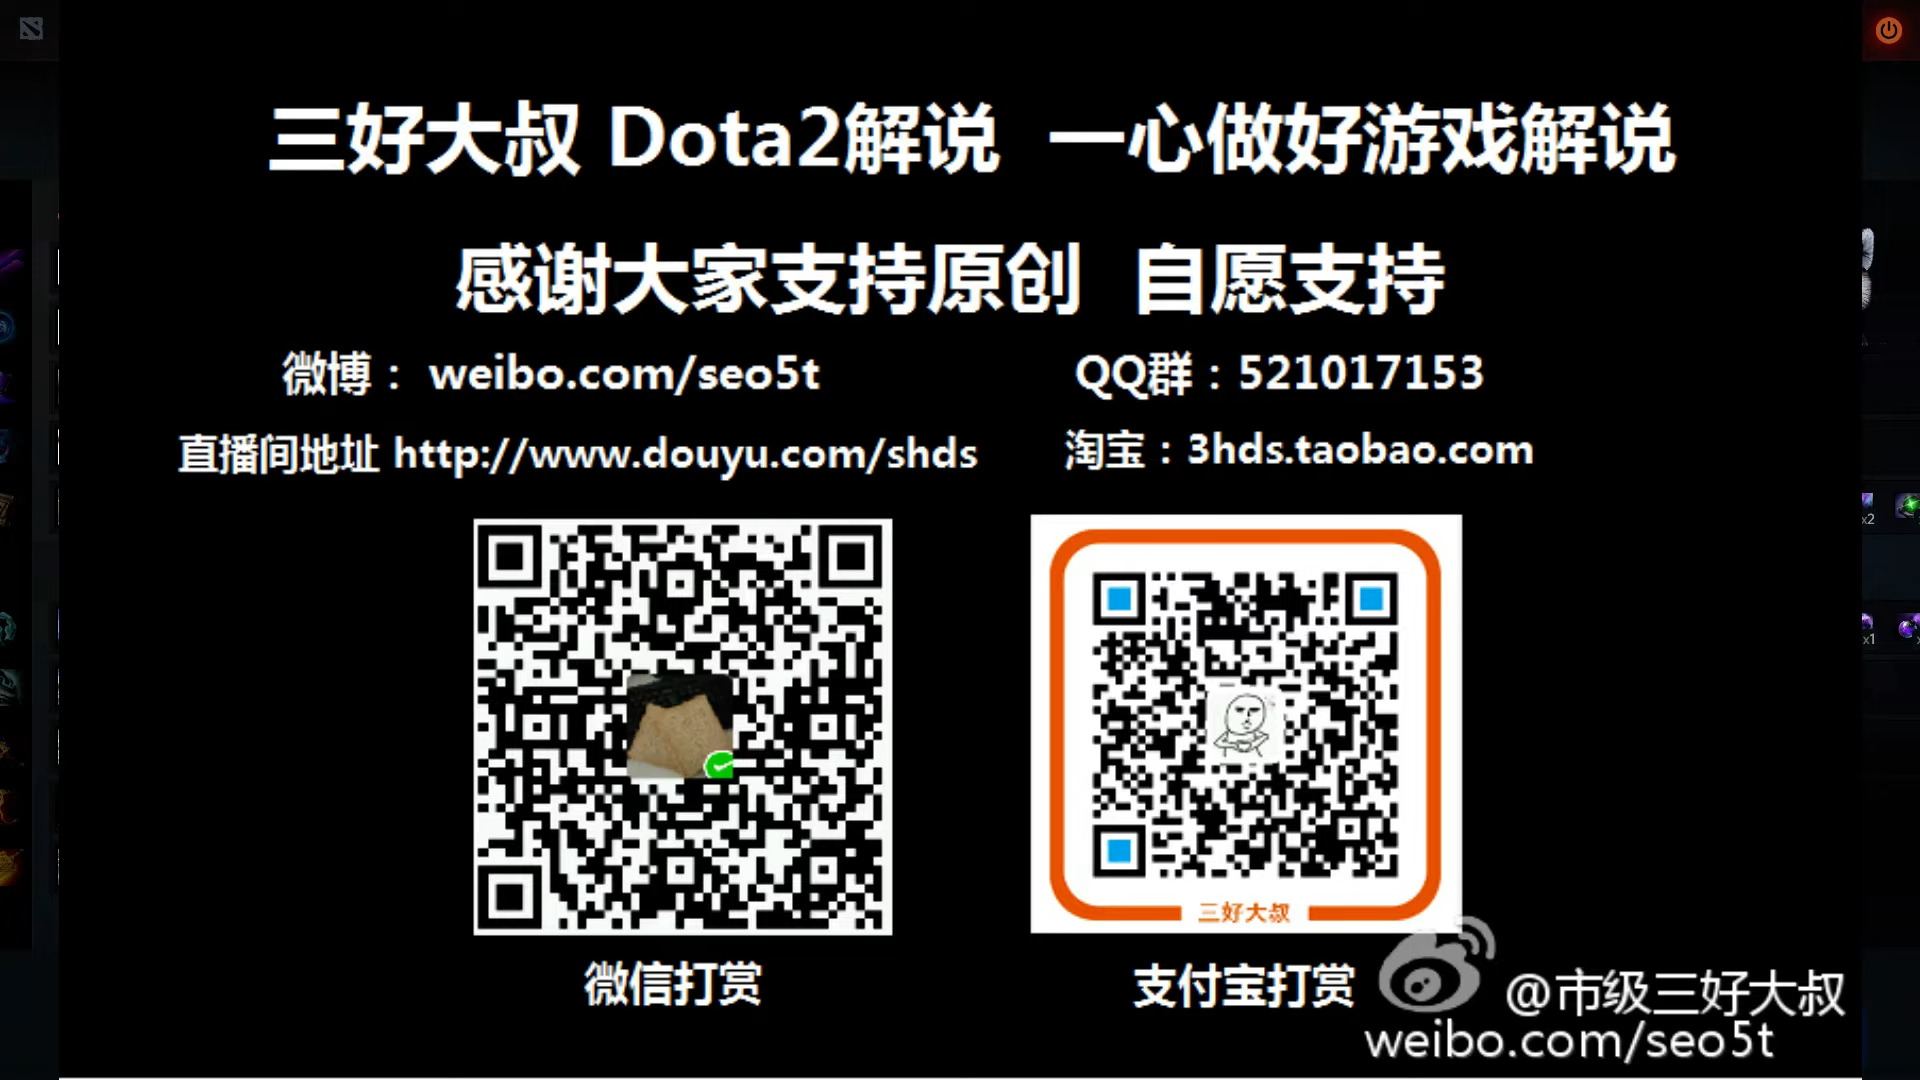 三好大叔 Dota2解说 一心做好游戏解说
感谢大家支持原创 自愿支持
微博： weibo.com/seo5t
QQ群：521017153
直播间地址 http://www.douyu.com/shds
淘宝：3hds.taobao.com
x2
x1
三好大叔
微信打赏
支付宝打赏
@市级三好大叔
weibo.com/seo5t